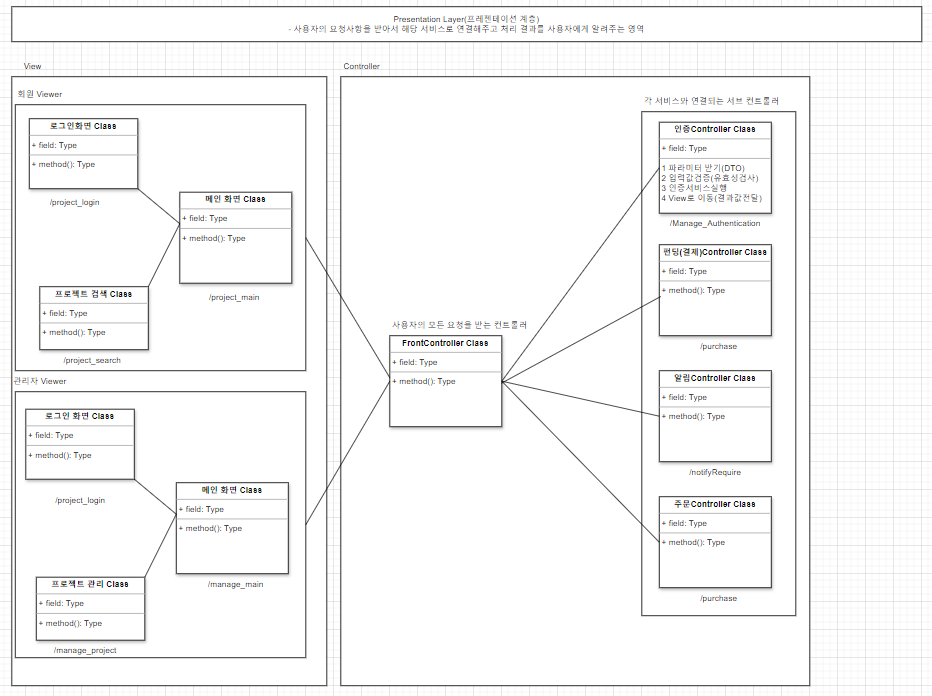 Presentation Layer(프레젠테이션 계층)
- 사용자의 요청사항을 받아서 해당 서비스로 연결해주고 처리 결과를 사용자에게 알려주는 영역
View
회원 Viewer
로그인화면 Class
+ field: Type
+ method(): Type
/project_login
메인 화면 Class
+ field: Type
+ method(): Type
/project_main
프로젝트 검색 Class
+ field: Type
+ method(): Type
/project_search
관리자 Viewer
로그인 화면 Class
+ field: Type
+ method(): Type
/project_login
메인 화면 Class
+ field: Type
+ method(): Type
/manage_main
프로젝트 관리 Class
+ field: Type
+ method(): Type
/manage_project
Controller
사용자의 모든 요청을 받는 컨트롤러
FrontController Class
+ field: Type
+ method(): Type
각 서비스와 연결되는 서브 컨트롤러
인증Controller Class
+ field: Type
1 파라미터 받기(DTO)
2 입력값검증(유효성검사)
3 인증서비스실행
4 View로 이동(결과값전달)
/Manage_Authentication
펀딩(결제)Controller Class
+ field: Type
+ method(): Type
/purchase
알림Controller Class
+ field: Type
+ method(): Type
/notifyRequire
주문Controller Class
+ field: Type
+ method(): Type
/purchase